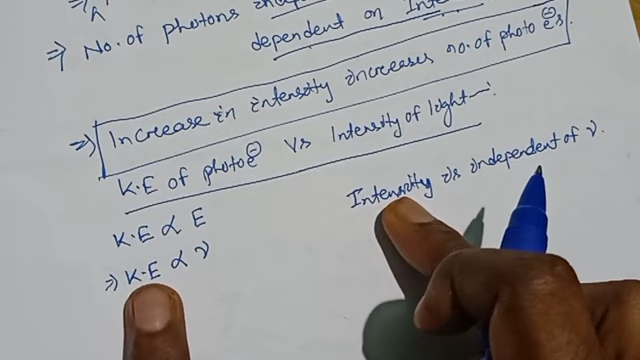 ⇒ No. of photons
dependent on
⇒) Increase in intensity increases no. of photo e⊖s
K.E of photo e⊖ Vs Intensity of light—:
Intensity is independent of ν.
K.E ∝ E
⇒ K.E ∝ ν